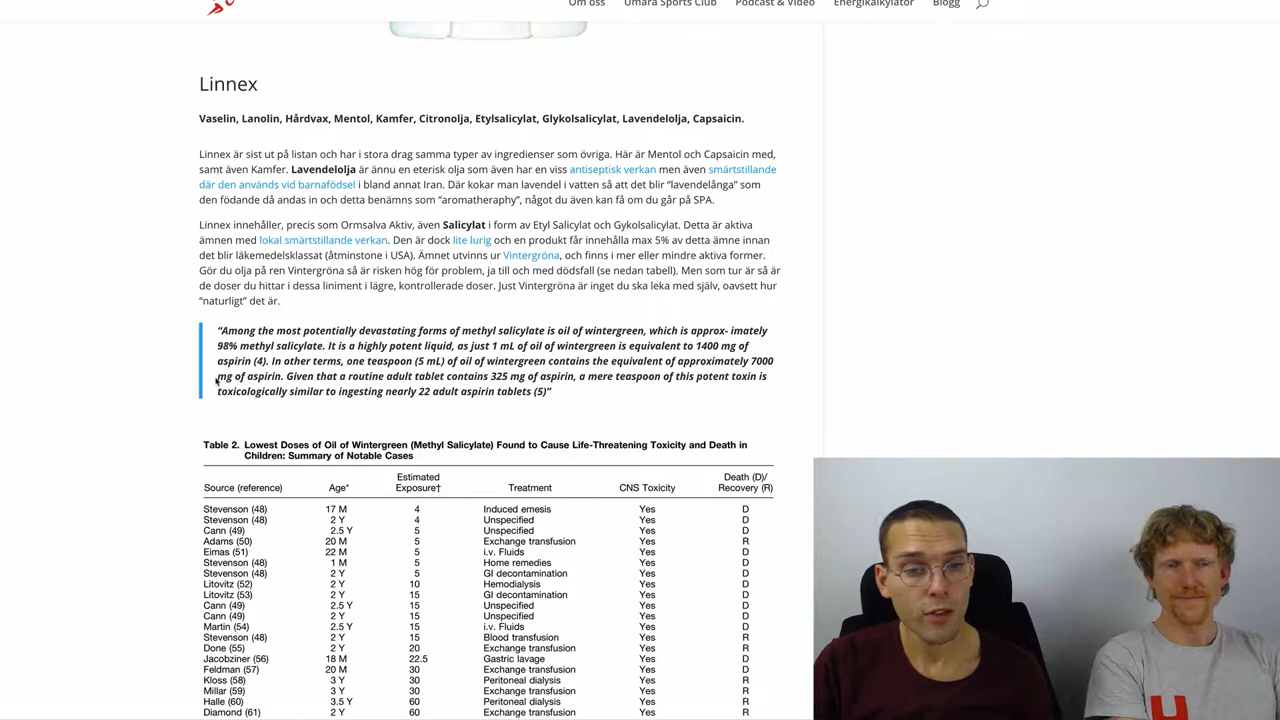 Om oss Umara Sports Club Podcast & Video Energikalkylator Blogg
Linnex
Vaselin, Lanolin, Hårdvax, Mentol, Kamfer, Citronolja, Etylsalicylat, Glykolsalicylat, Lavendelolja, Capsaicin.
Linnex är sist ut på listan och har i stora drag samma typer av ingredienser som övriga. Här är Mentol och Capsaicin med,
samt även Kamfer. Lavendelolja är ännu en eterisk olja som även har en viss antiseptisk verkan men även smärtstillande
där den används vid barnafödsel i bland annat Iran. Där kokar man lavendel i vatten så att det blir ”lavendelånga” som
den födande då andas in och detta benämns som ”aromatheraphy”, något du även kan få om du går på SPA.
Linnex innehåller, precis som Ormsalva Aktiv, även Salicylat i form av Etyl Salicylat och Gykolsalicylat. Detta är aktiva
ämnen med lokal smärtstillande verkan. Den är dock lite lurig och en produkt får innehålla max 5% av detta ämne innan
det blir läkemedelsklassat (åtminstone i USA). Ämnet utvinns ur Vintergröna, och finns i mer eller mindre aktiva former.
Gör du olja på ren Vintergröna så är risken hög för problem, ja till och med dödsfall (se nedan tabell). Men som tur är så är
de doser du hittar i dessa liniment i lägre, kontrollerade doser. Just Vintergröna är inget du ska leka med själv, oavsett hur
”naturligt” det är.
”Among the most potentially devastating forms of methyl salicylate is oil of wintergreen, which is approx- imately
98% methyl salicylate. It is a highly potent liquid, as just 1 mL of oil of wintergreen is equivalent to 1400 mg of
aspirin (4). In other terms, one teaspoon (5 mL) of oil of wintergreen contains the equivalent of approximately 7000
mg of aspirin. Given that a routine adult tablet contains 325 mg of aspirin, a mere teaspoon of this potent toxin is
toxicologically similar to ingesting nearly 22 adult aspirin tablets (5)”
Table 2. Lowest Doses of Oil of Wintergreen (Methyl Salicylate) Found to Cause Life-Threatening Toxicity and Death in
Children: Summary of Notable Cases
Estimated Death (D)/
Source (reference) Age* Exposure† Treatment CNS Toxicity Recovery (R)
Stevenson (48) 17 M 4 Induced emesis Yes D
Stevenson (48) 2 Y 4 Unspecified Yes D
Cann (49) 2.5 Y 5 Unspecified Yes D
Adams (50) 20 M 5 Exchange transfusion Yes R
Eimas (51) 22 M 5 i.v. Fluids Yes D
Stevenson (48) 1 M 5 Home remedies Yes D
Stevenson (48) 2 Y 5 GI decontamination Yes D
Litovitz (52) 2 Y 10 Hemodialysis Yes D
Litovitz (53) 2 Y 15 GI decontamination Yes D
Cann (49) 2.5 Y 15 Unspecified Yes D
Cann (49) 2 Y 15 Unspecified Yes D
Martin (54) 2.5 Y 15 i.v. Fluids Yes D
Stevenson (48) 2 Y 15 Blood transfusion Yes R
Done (55) 2 Y 20 Exchange transfusion Yes R
Jacobziner (56) 18 M 22.5 Gastric lavage Yes D
Feldman (57) 20 M 30 Exchange transfusion Yes D
Kloss (58) 3 Y 30 Peritoneal dialysis Yes R
Millar (59) 3 Y 30 Exchange transfusion Yes R
Halle (60) 3.5 Y 60 Peritoneal dialysis Yes R
Diamond (61) 2 Y 60 Exchange transfusion Yes R